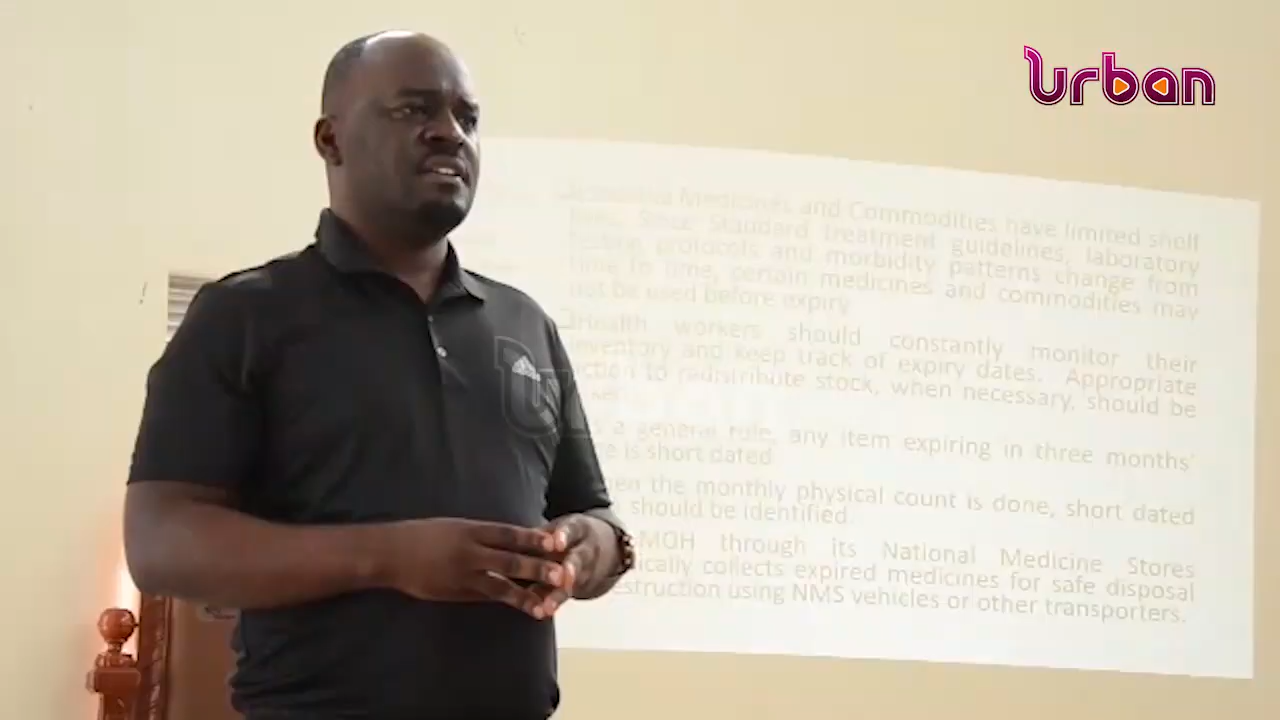 Urban
Medicines and Commodities have limited shelf
Since Standard treatment guidelines, laboratory
testing protocols and morbidity patterns change from
time to time, certain medicines and commodities may
not be used before expiry
Health workers should constantly monitor their
inventory and keep track of expiry dates. Appropriate
action to redistribute stock, when necessary, should be
Urban
a general rule, any item expiring in three months'
is short dated
the monthly physical count is done, short dated
should be identified
MOH through its National Medicine Stores
collects expired medicines for safe disposal
using NMS vehicles or other transporters.